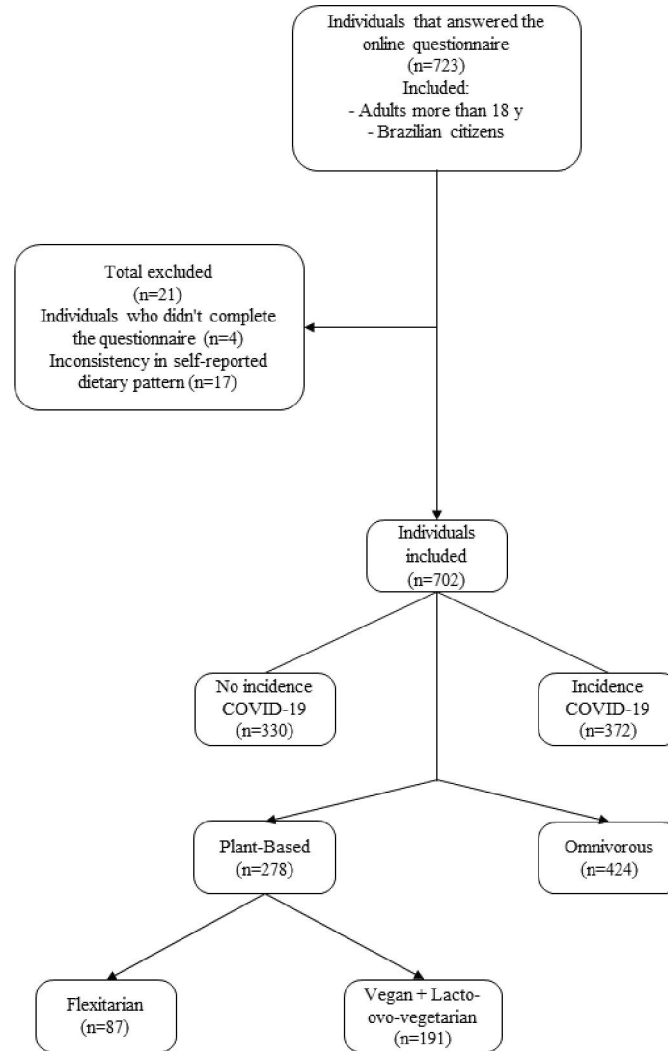 Individuals that answered the
online questionnaire
(n=723)
Included:
- Adults more than 18 y
- Brazilian citizens
Total excluded
(n=21)
Individuals who didn't complete
the questionnaire (n=4)
Inconsistency in self-reported
dietary pattern (n=17)
Individuals
included
(n=702)
No incidence
COVID-19
(n=330)
Incidence
COVID-19
(n=372)
Plant-Based
(n=278)
Omnivorous
(n=424)
Flexitarian
(n=87)
Vegan + Lacto-
ovo-vegetarian
(n=191)